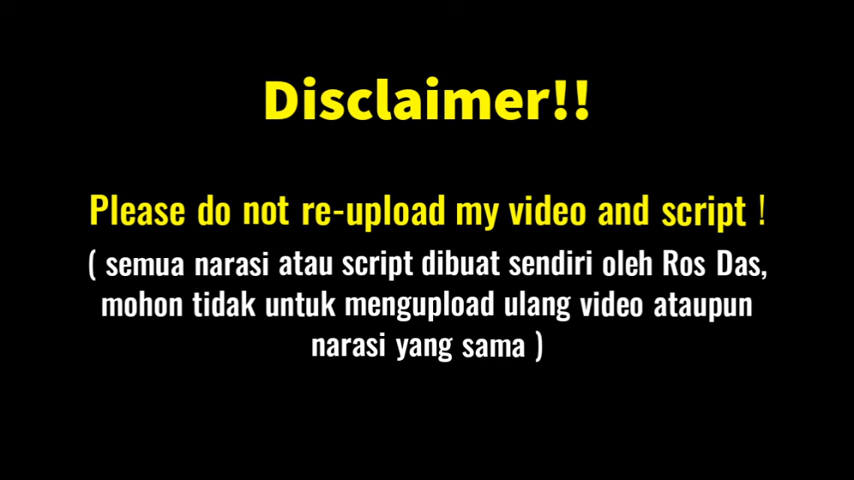 Disclaimer!!
Please do not re-upload my video and script !
( semua narasi atau script dibuat sendiri oleh Ros Das,
mohon tidak untuk mengupload ulang video ataupun
narasi yang sama )